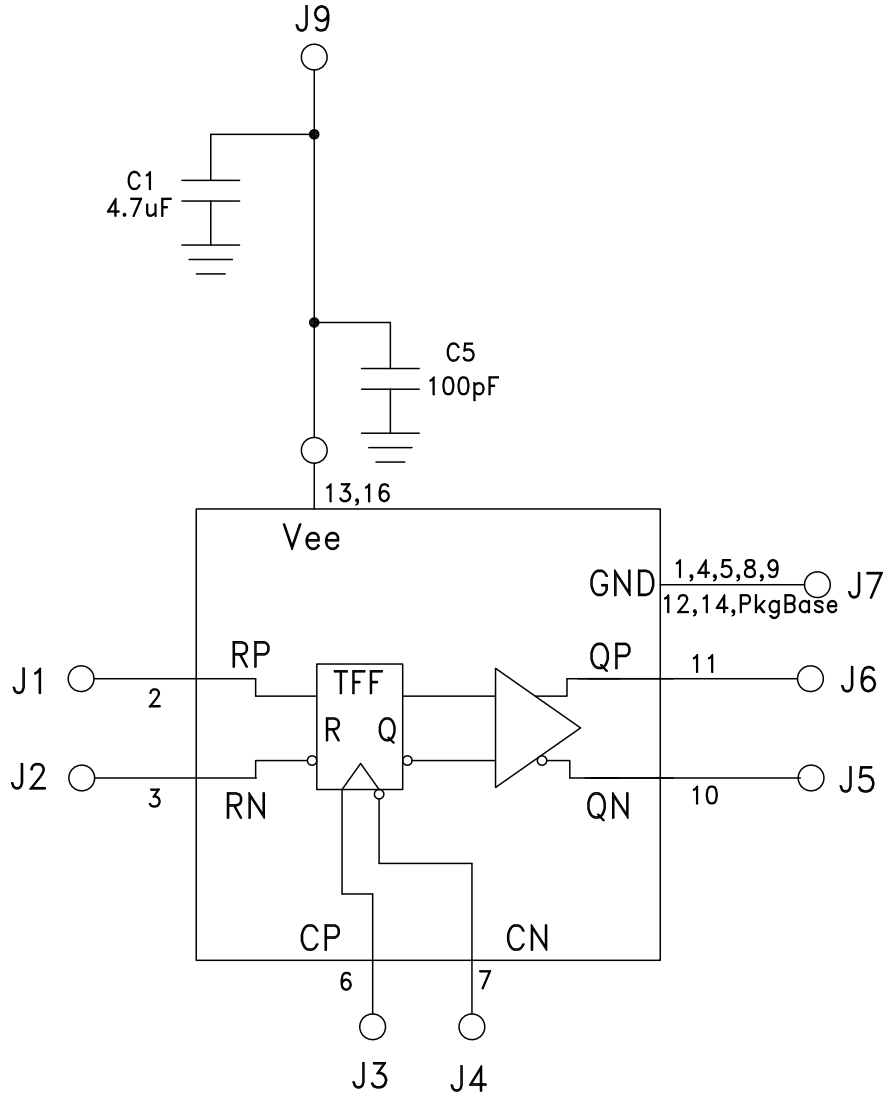 J9
C1
4.7uF
C5
100pF
13,16
Vee
GND
1,4,5,8,9
J7
12,14,PkgBase
RP
QP
11
J1
2
TFF
J6
R
Q
J2
3
RN
QN
10
J5
CP
CN
6
7
J3
J4